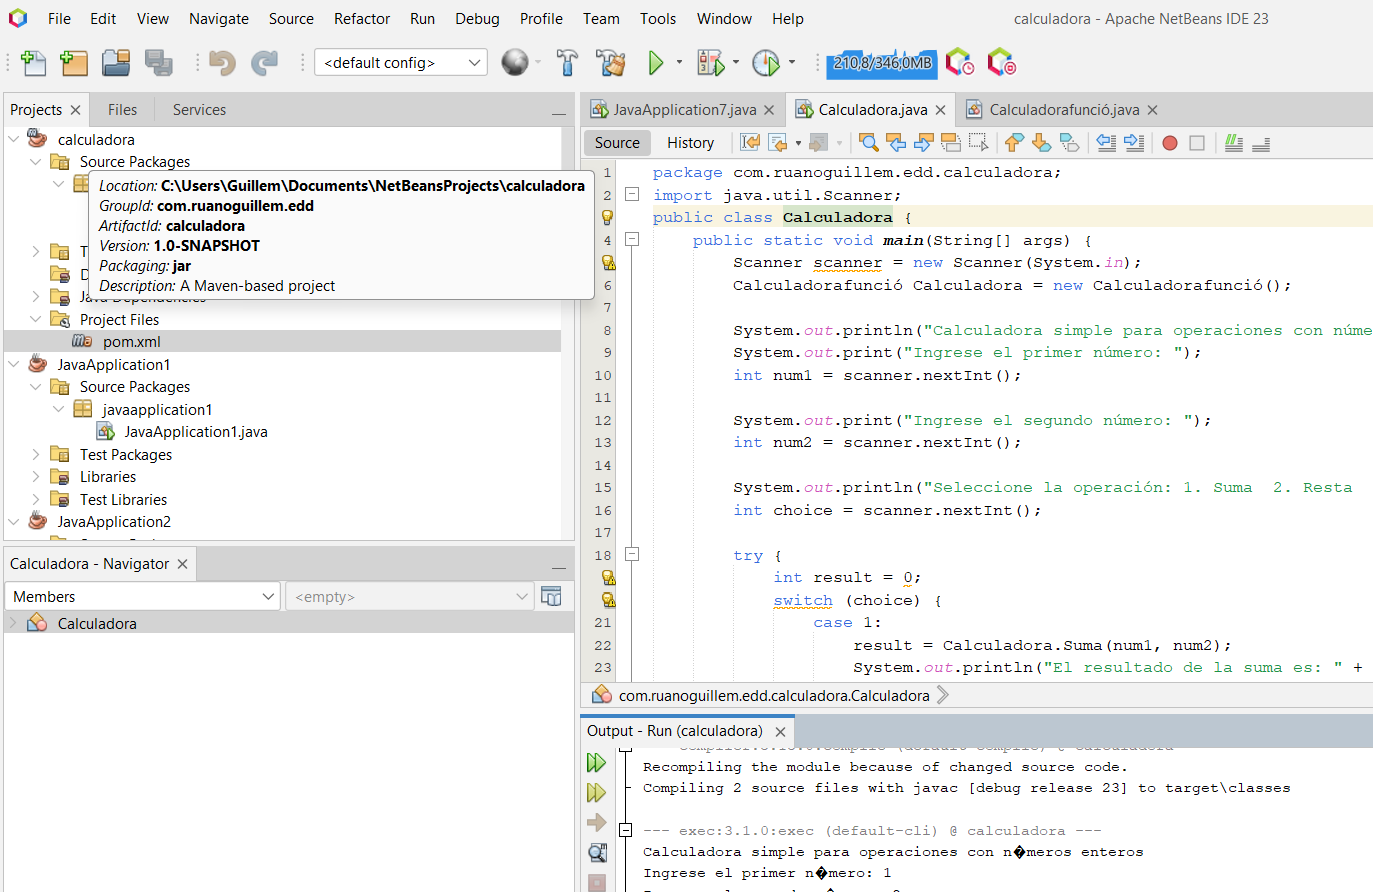 File Edit View Navigate Source Refactor Run Debug Profile Team Tools Window Help calculadora - Apache NetBeans IDE 23
<default config> 210,8/346,0MB
Projects Files Services
calculadora
Source Packages
Location: C:\Users\Guillem\Documents\NetBeansProjects\calculadora
GroupId: com.ruanoguillem.edd
ArtifactId: calculadora
Version: 1.0-SNAPSHOT
Packaging: jar
Description: A Maven-based project
Project Files
pom.xml
JavaApplication1
Source Packages
javaapplication1
JavaApplication1.java
Test Packages
Libraries
Test Libraries
JavaApplication2
Calculadora - Navigator
Members <empty>
Calculadora
JavaApplication7.java Calculadora.java Calculadorafunció.java
Source History
1 package com.ruanoguillem.edd.calculadora;
2 import java.util.Scanner;
public class Calculadora {
4 public static void main(String[] args) {
Scanner scanner = new Scanner(System.in);
6 Calculadorafunció Calculadora = new Calculadorafunció();
7
8 System.out.println("Calculadora simple para operaciones con núme
9 System.out.print("Ingrese el primer número: ");
10 int num1 = scanner.nextInt();
11
12 System.out.print("Ingrese el segundo número: ");
13 int num2 = scanner.nextInt();
14
15 System.out.println("Seleccione la operación: 1. Suma  2. Resta
16 int choice = scanner.nextInt();
17
18 try {
int result = 0;
switch (choice) {
21 case 1:
22 result = Calculadora.Suma(num1, num2);
23 System.out.println("El resultado de la suma es: " +
com.ruanoguillem.edd.calculadora.Calculadora
Output - Run (calculadora)
Recompiling the module because of changed source code.
Compiling 2 source files with javac [debug release 23] to target\classes
--- exec:3.1.0:exec (default-cli) @ calculadora ---
Calculadora simple para operaciones con n�meros enteros
Ingrese el primer n�mero: 1